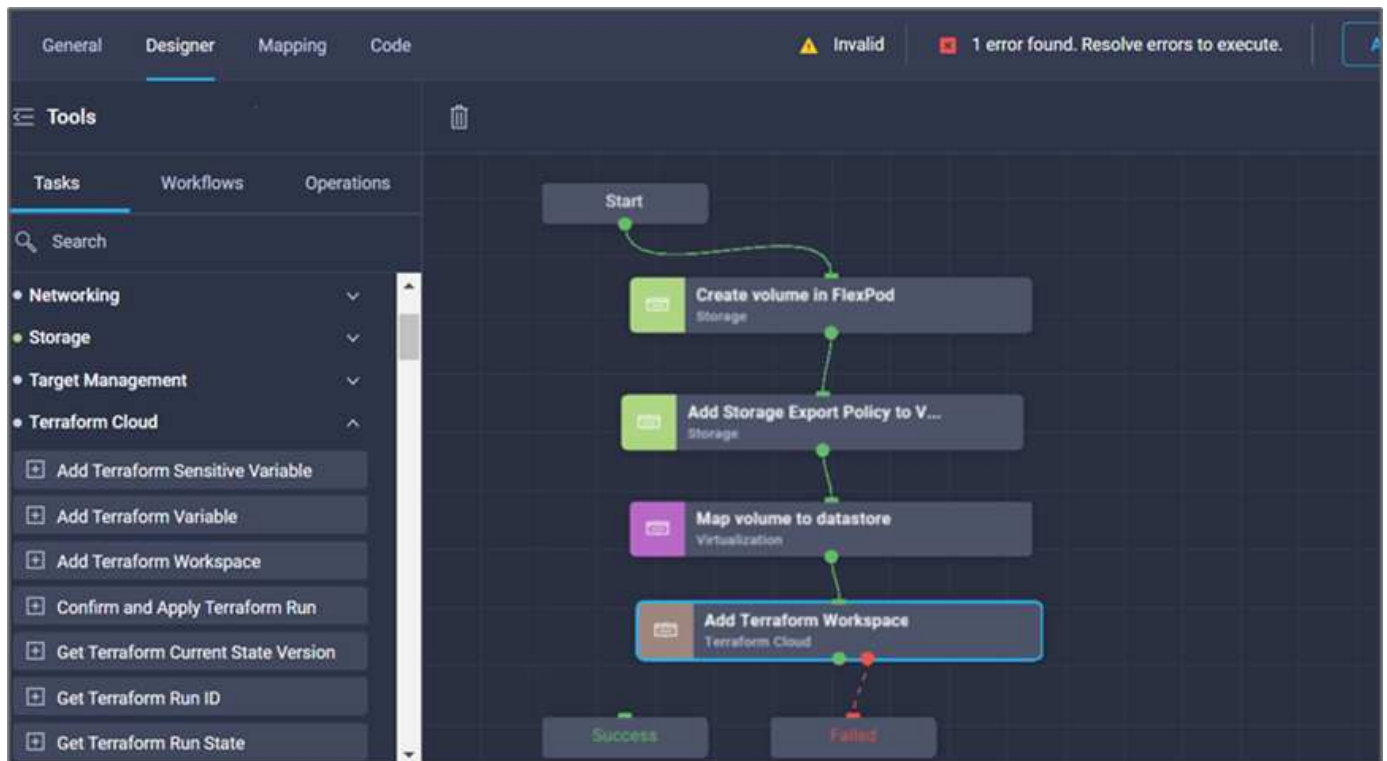 General Designer Mapping Code Invalid 1 error found. Resolve errors to execute. A
Tools
Tasks Workflows Operations
Search
Start
Networking
Create volume in FlexPod
Storage
Storage
Target Management
Add Storage Export Policy to V...
Storage
Terraform Cloud
Add Terraform Sensitive Variable
Add Terraform Variable
Map volume to datastore
Virtualization
Add Terraform Workspace
Confirm and Apply Terraform Run
Add Terraform Workspace
Terraform Cloud
Get Terraform Current State Version
Get Terraform Run ID
Get Terraform Run State
Success Failed